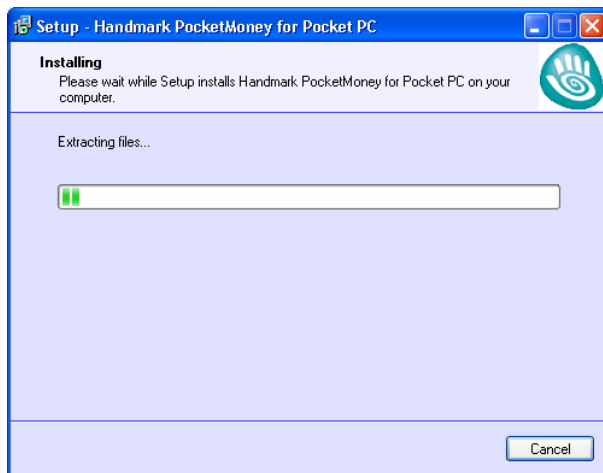 Setup - Handmark PocketMoney for Pocket PC
Installing
Please wait while Setup installs Handmark PocketMoney for Pocket PC on your
computer.
Extracting files...
Cancel